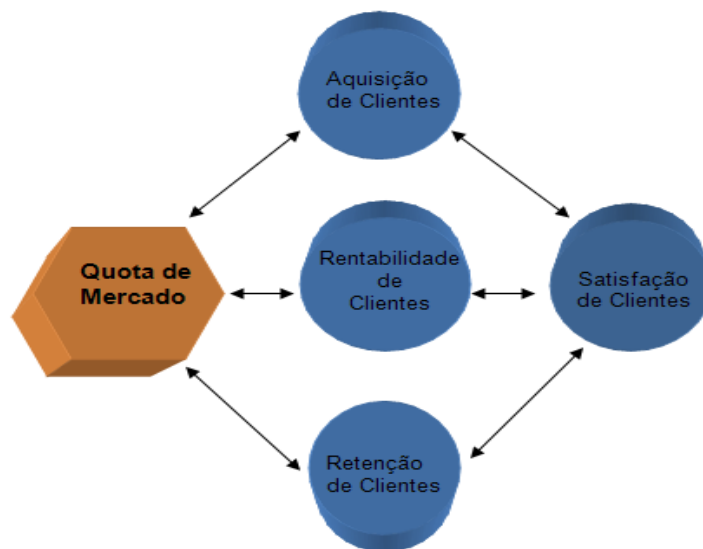 Aquisição
de Clientes
Quota de
Mercado
Rentabilidade
de
Clientes
Satisfação
de Clientes
Retenção
de Clientes